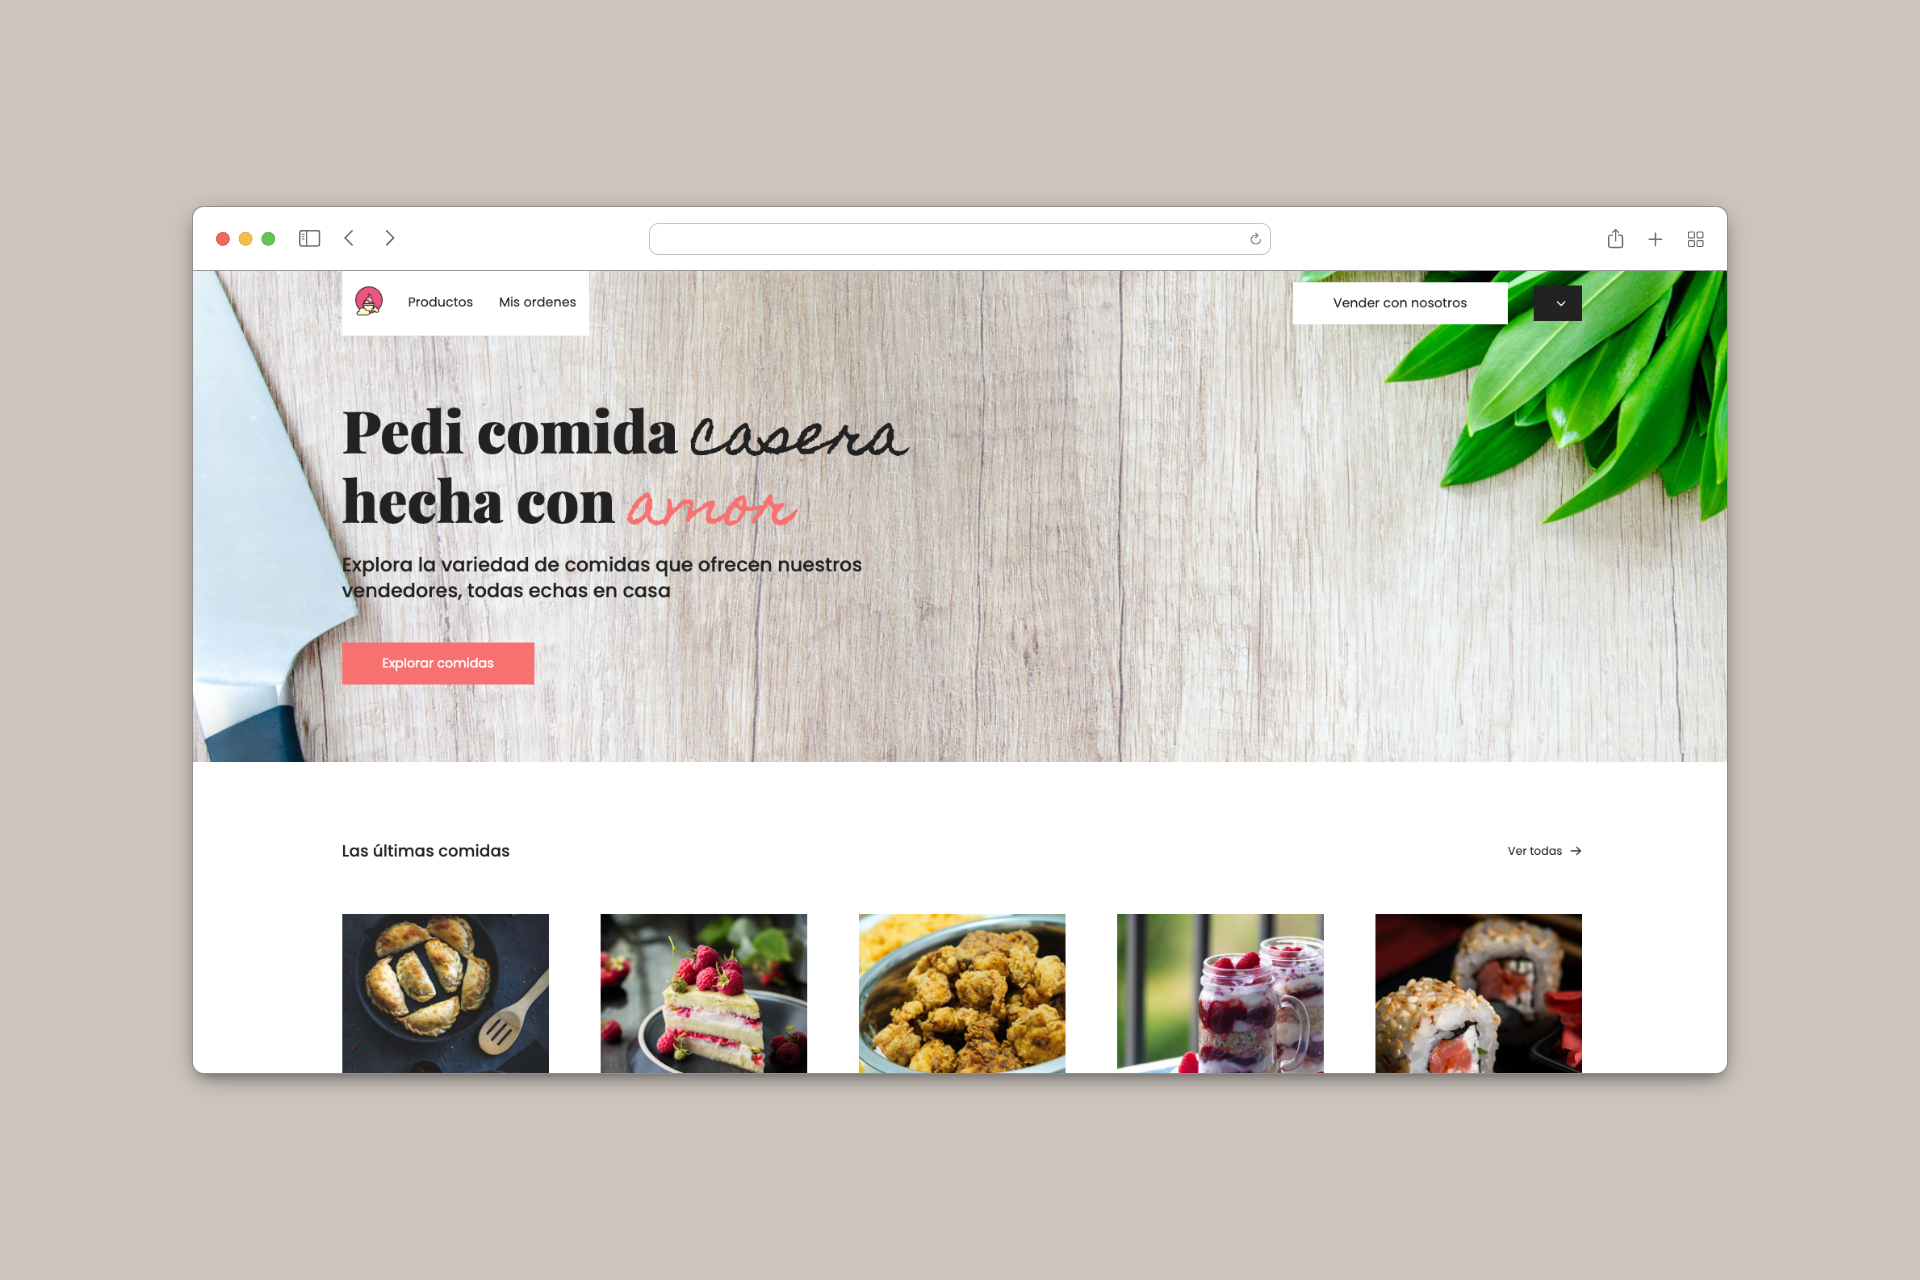 Productos
Mis ordenes
Vender con nosotros
Pedi comida casera
hecha con amor
Explora la variedad de comidas que ofrecen nuestros
vendedores, todas echas en casa
Explorar comidas
Las últimas comidas
Ver todas